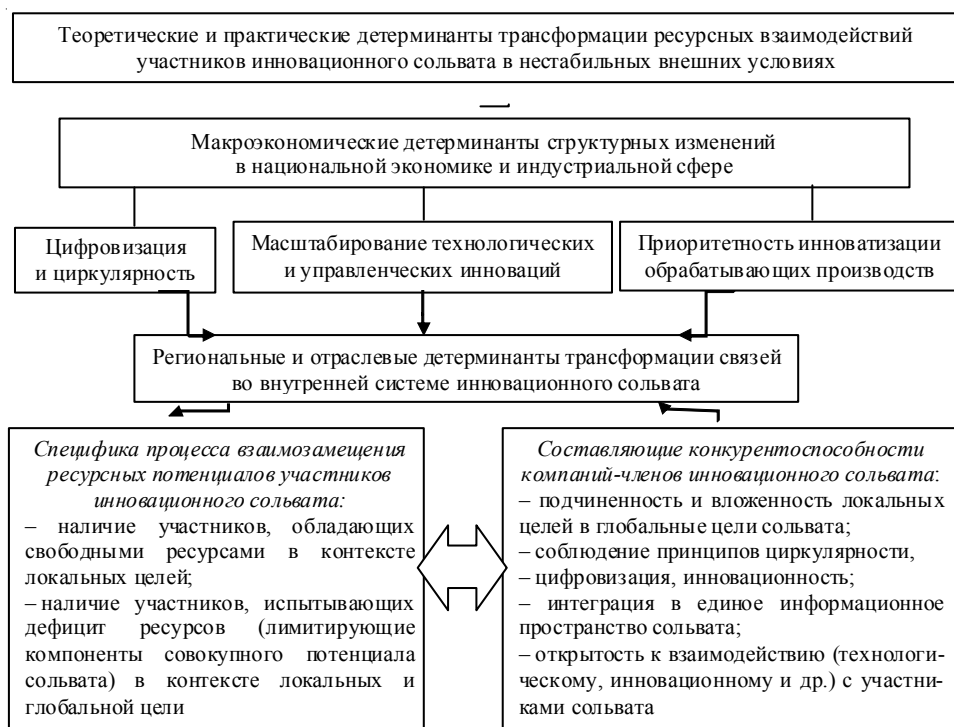 Теоретические и практические детерминанты трансформации ресурсных взаимодействий
участников инновационного сольвата в нестабильных внешних условиях
Макроэкономические детерминанты структурных изменений
в национальной экономике и индустриальной сфере
Цифровизация
и циркулярность
Масштабирование технологических
и управленческих инноваций
Приоритетность инноватизации
обрабатывающих производств
Региональные и отраслевые детерминанты трансформации связей
во внутренней системе инновационного сольвата
Специфика процесса взаимозамещения
ресурсных потенциалов участников
инновационного сольвата:
– наличие участников, обладающих
свободными ресурсами в контексте
локальных целей;
– наличие участников, испытывающих
дефицит ресурсов (лимитирующие
компоненты совокупного потенциала
сольвата) в контексте локальных и
глобальной цели
Составляющие конкурентоспособности
компаний-членов инновационного сольвата:
– подчиненность и вложенность локальных
целей в глобальные цели сольвата;
– соблюдение принципов циркулярности,
– цифровизация, инновационность;
– интеграция в единое информационное
пространство сольвата;
– открытость к взаимодействию (технологи-
ческому, инновационному и др.) с участни-
ками сольвата